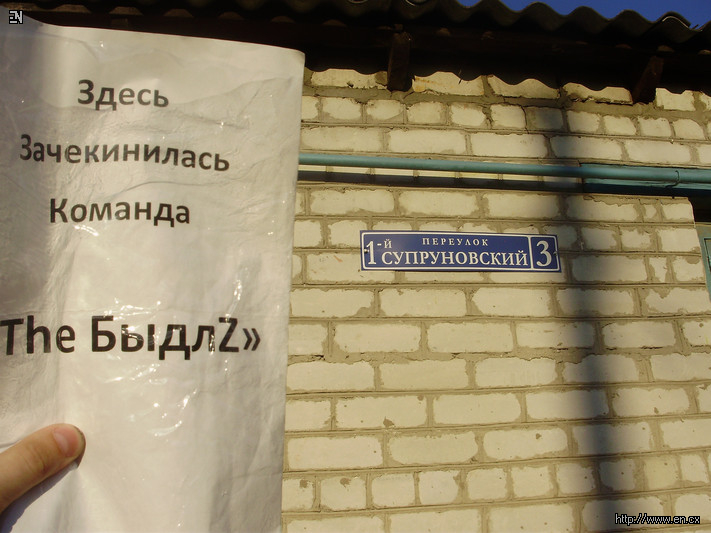 EN
Здесь
Зачекинилась
Команда
The БыдлZ»
1-й ПЕРЕУЛОК СУПРУНОВСКИЙ 3
http://www.en.cx